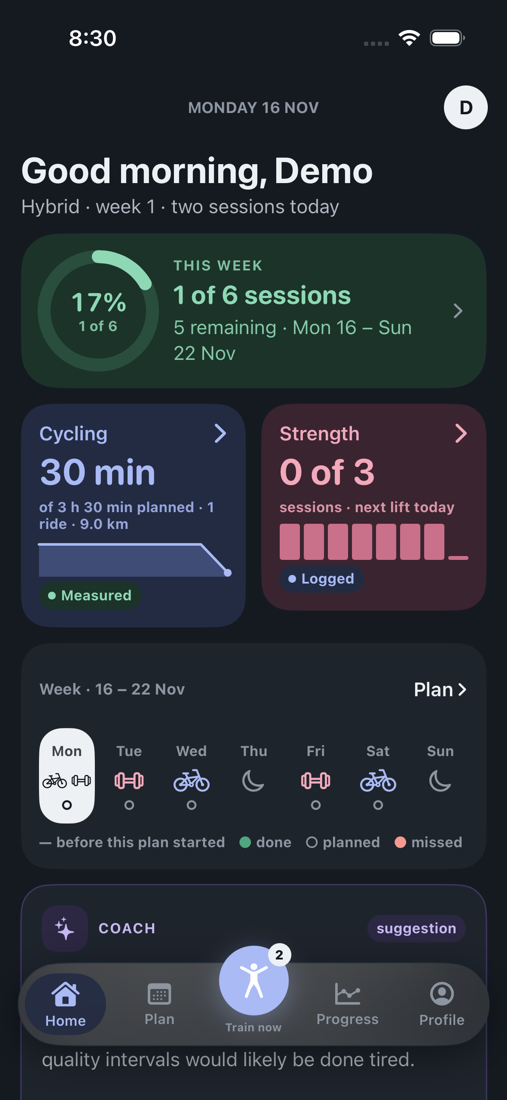 8:30
MONDAY 16 NOV
D
Good morning, Demo
Hybrid · week 1 · two sessions today
17%
1 of 6
THIS WEEK
1 of 6 sessions
5 remaining · Mon 16 – Sun
22 Nov
Cycling
30 min
of 3 h 30 min planned · 1
ride · 9.0 km
Measured
Strength
0 of 3
sessions · next lift today
Logged
Week · 16 – 22 Nov
Plan
Mon
Tue
Wed
Thu
Fri
Sat
Sun
— before this plan started
done
planned
missed
COACH
suggestion
2
Home
Plan
Train now
Progress
Profile
quality intervals would likely be done tired.